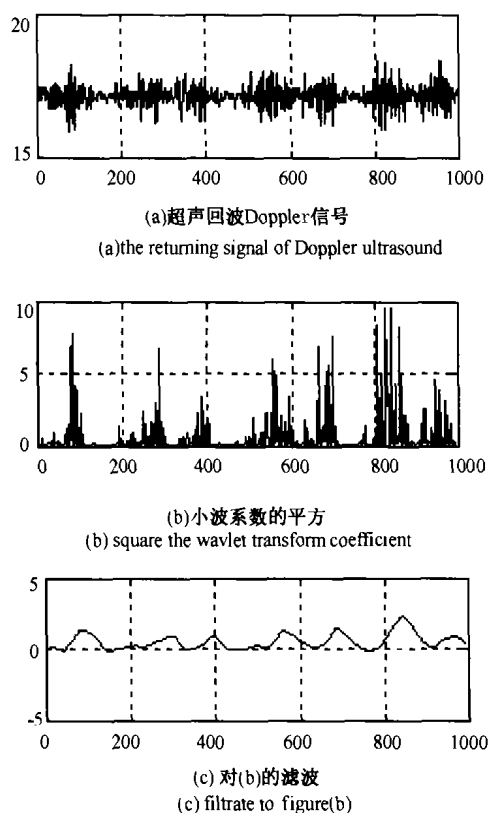 20
15
0 200 400 600 800 1000
(a)超声回波Doppler信号
(a)the returning signal of Doppler ultrasound
10
5
0
0 200 400 600 800 1000
(b)小波系数的平方
(b) square the wavlet transform coefficient
5
0
-5
0 200 400 600 800 1000
(c) 对(b)的滤波
(c) filtrate to figure(b)